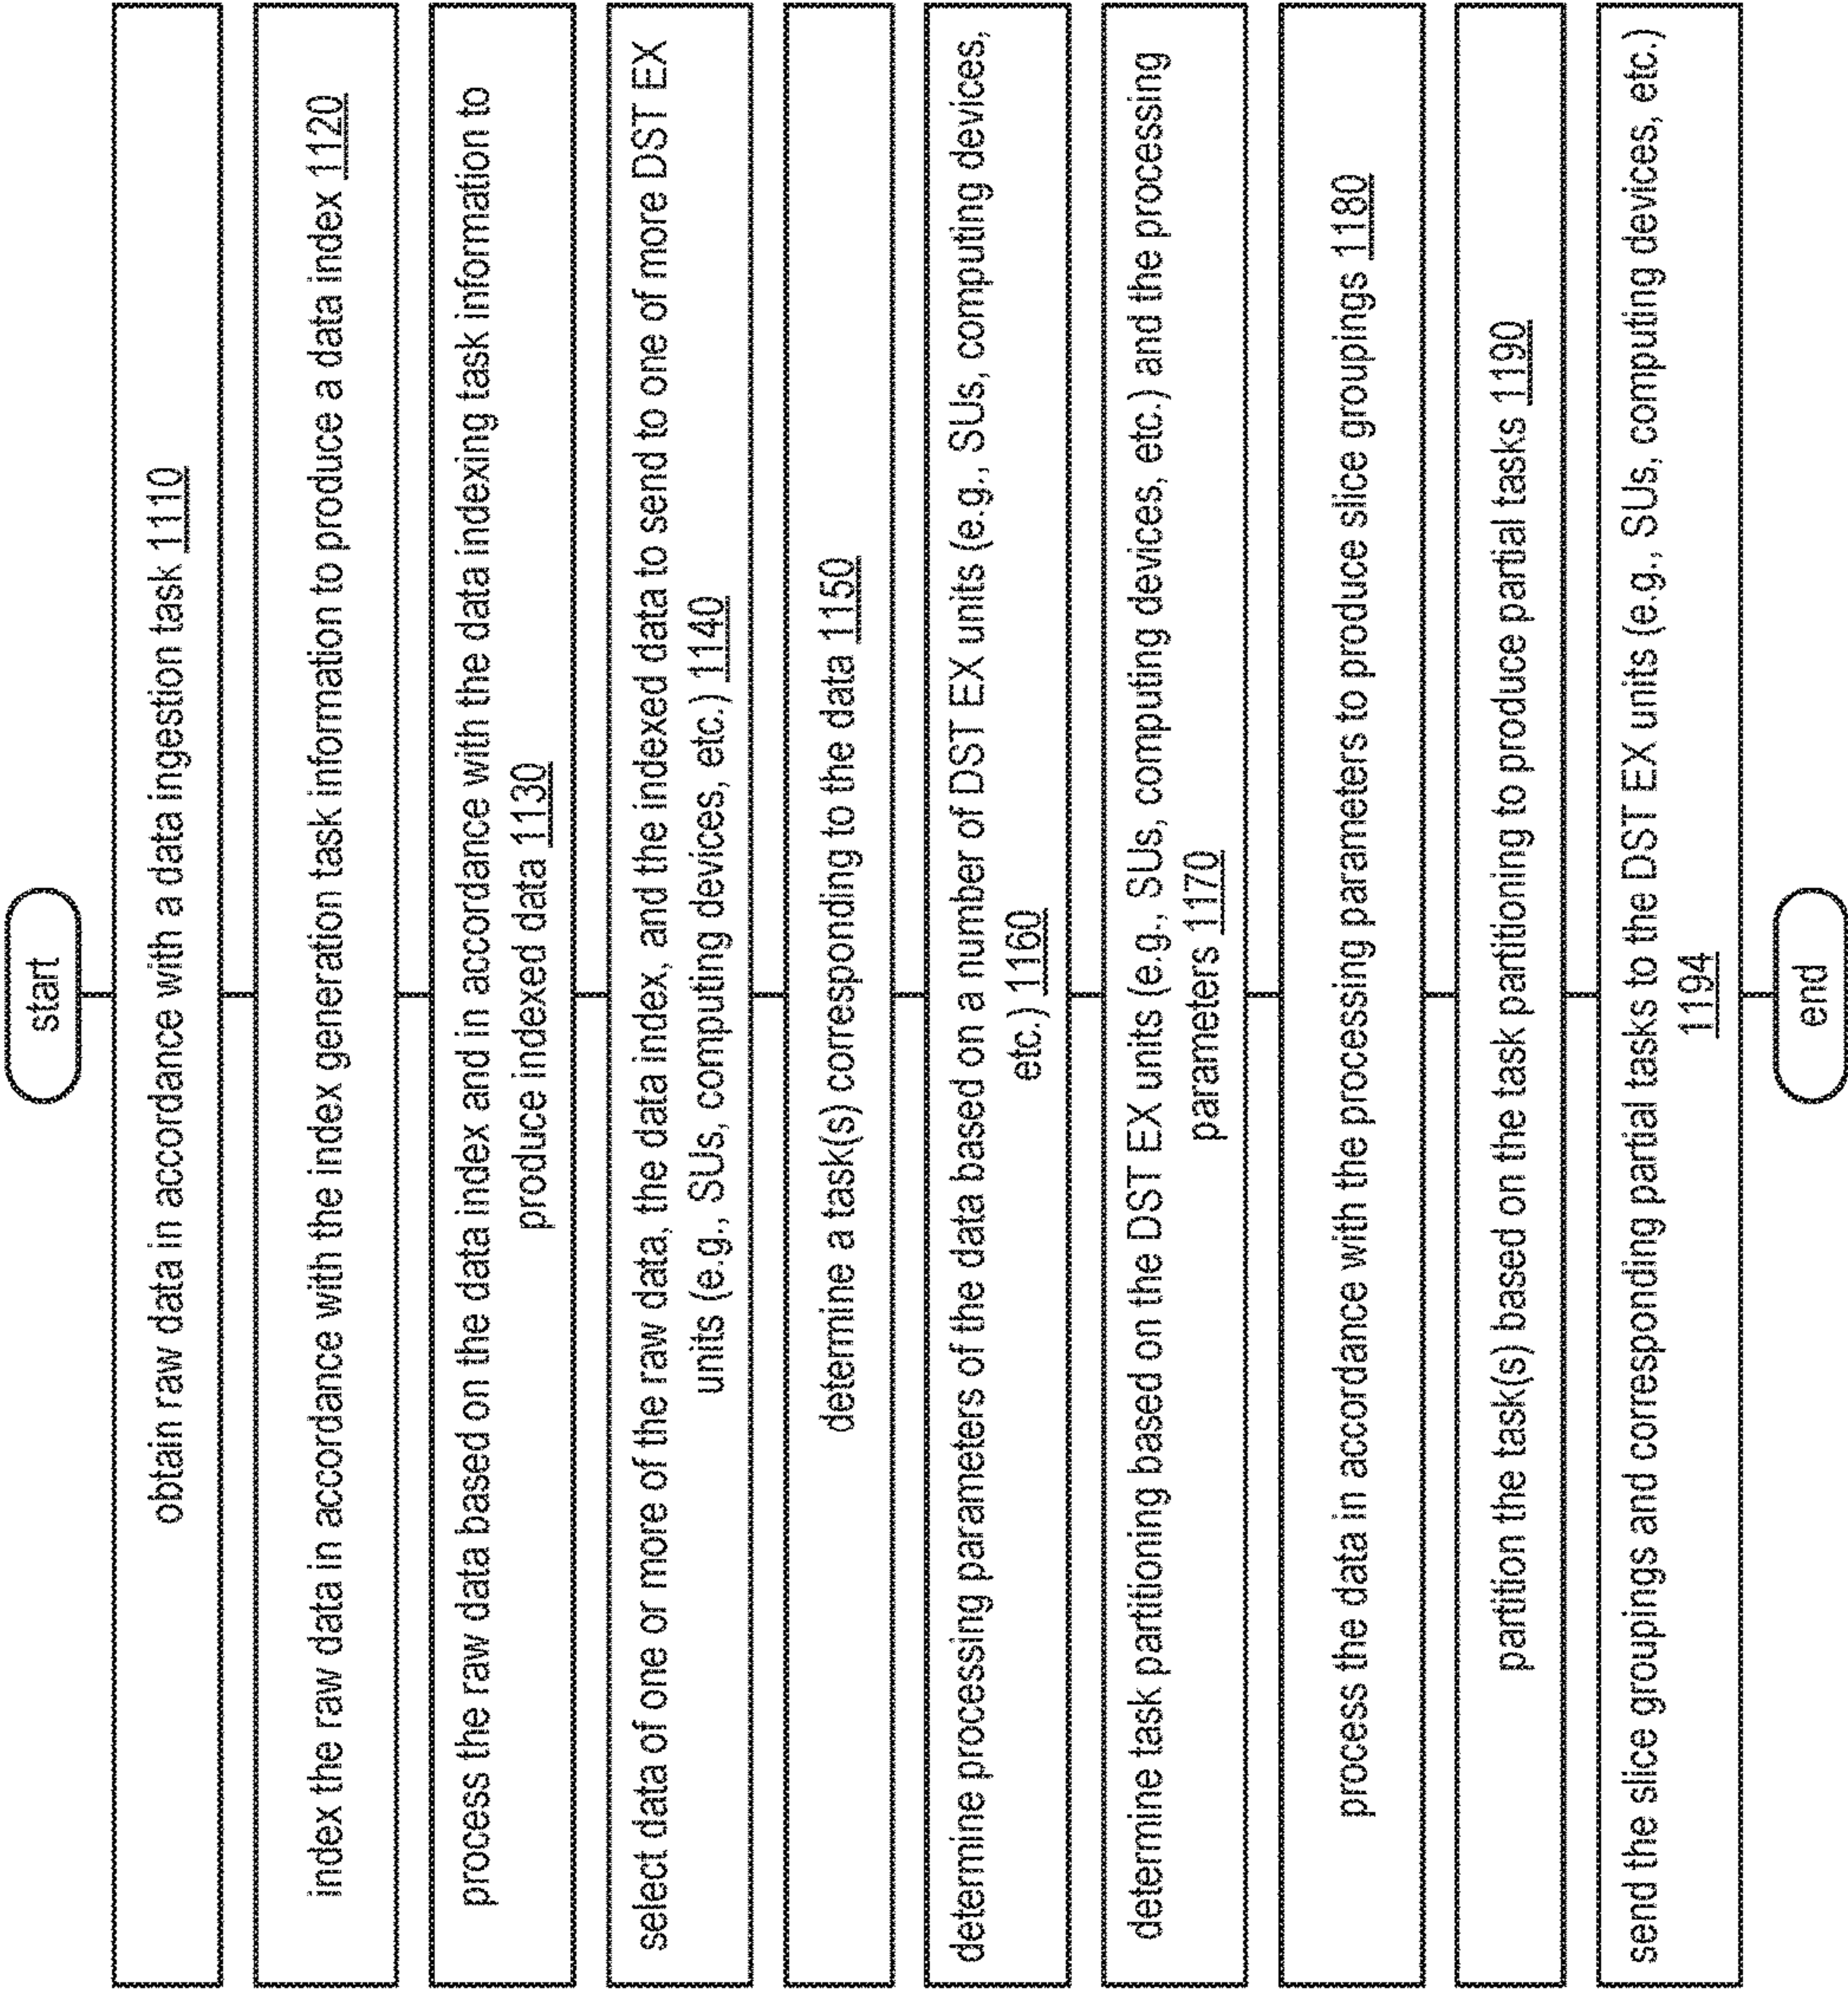 start
obtain raw data in accordance with a data ingestion task 1110
index the raw data in accordance with the index generation task information to produce a data index 1120
process the raw data based on the data index and in accordance with the data indexing task information to
produce indexed data 1130
select data of one or more of the raw data, the data index, and the indexed data to send to one of more DST EX
units (e.g., SUs, computing devices, etc.) 1140
determine a task(s) corresponding to the data 1150
determine processing parameters of the data based on a number of DST EX units (e.g., SUs, computing devices,
etc.) 1160
determine task partitioning based on the DST EX units (e.g., SUs, computing devices, etc.) and the processing
parameters 1170
process the data in accordance with the processing parameters to produce slice groupings 1180
partition the task(s) based on the task partitioning to produce partial tasks 1190
send the slice groupings and corresponding partial tasks to the DST EX units (e.g., SUs, computing devices, etc.)
1194
end